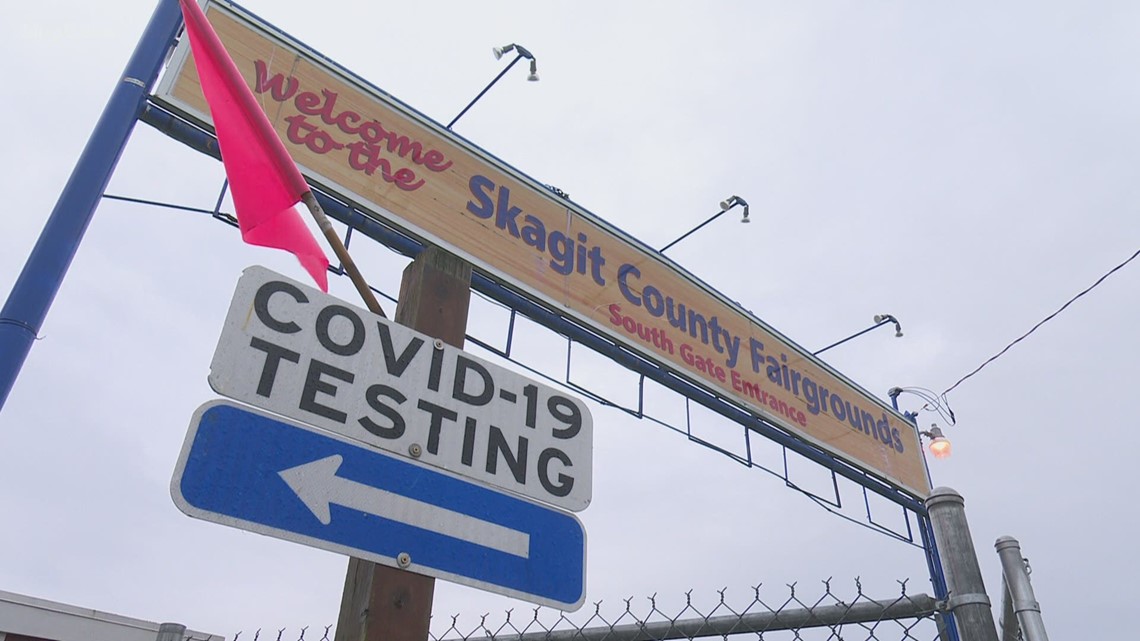 Welcome
to the
Skagit County Fairgrounds
South Gate Entrance
COVID-19
TESTING